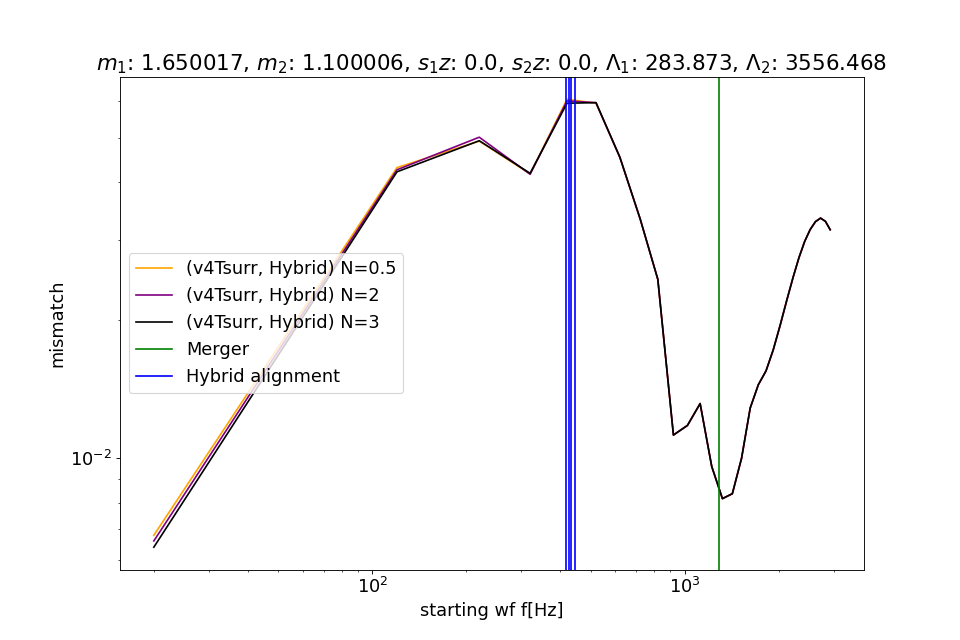 m₁: 1.650017, m₂: 1.100006, s₁z: 0.0, s₂z: 0.0, Λ₁: 283.873, Λ₂: 3556.468
mismatch
10⁻²
(v4Tsurr, Hybrid) N=0.5
(v4Tsurr, Hybrid) N=2
(v4Tsurr, Hybrid) N=3
Merger
Hybrid alignment
10² 10³
starting wf f[Hz]